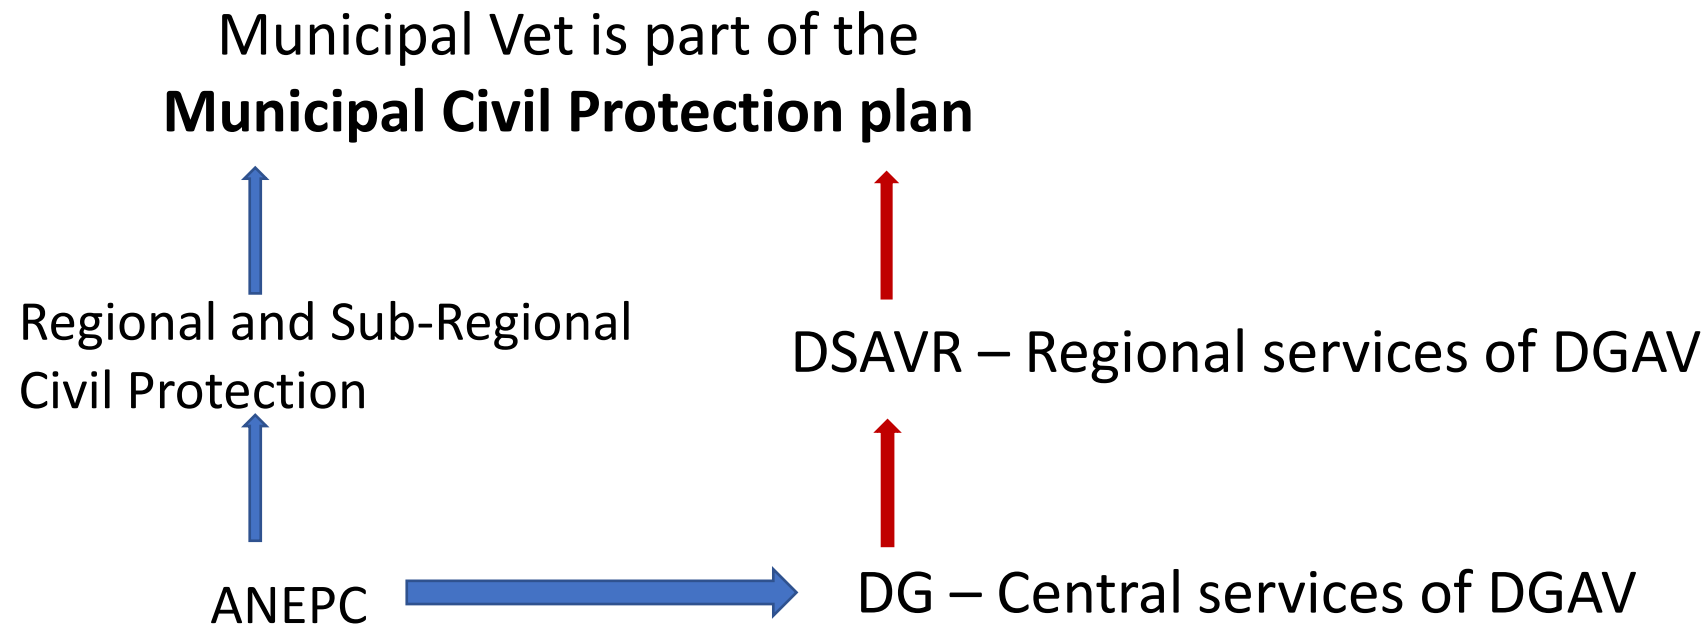 Municipal Vet is part of the
Municipal Civil Protection plan
Regional and Sub-Regional
Civil Protection
DSAVR – Regional services of DGAV
ANEPC
DG – Central services of DGAV